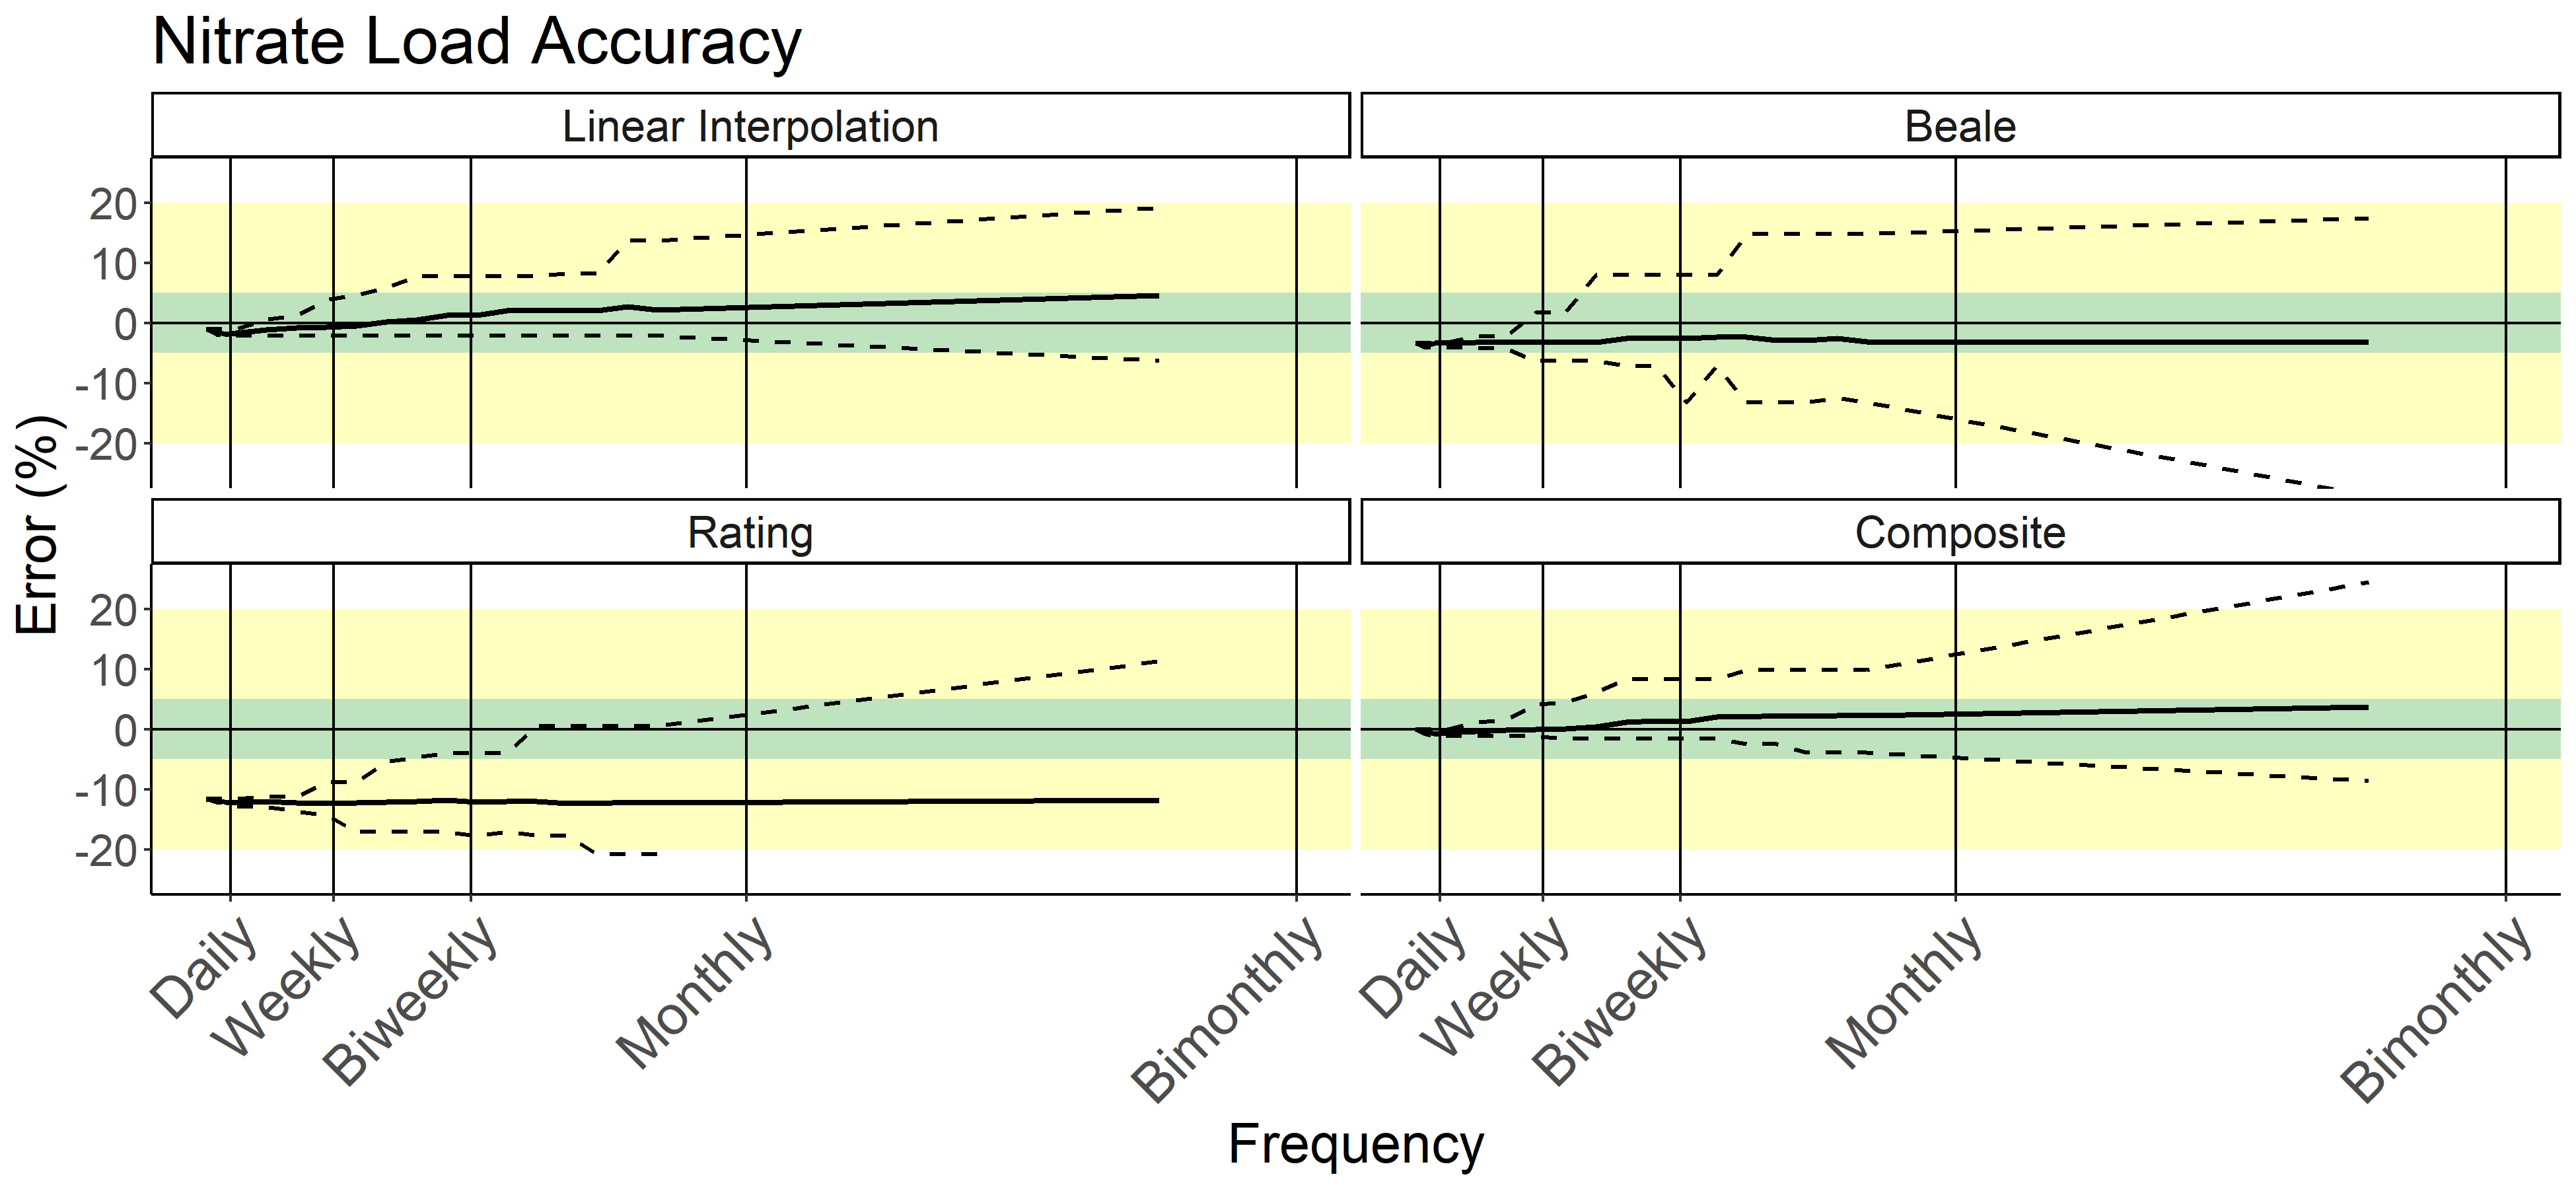 Nitrate Load Accuracy
Linear Interpolation
Beale
20
10
0
-10
-20
Error (%)
Rating
Composite
20
10
0
-10
-20
Daily
Weekly
Biweekly
Monthly
Bimonthly
Daily
Weekly
Biweekly
Monthly
Bimonthly
Frequency